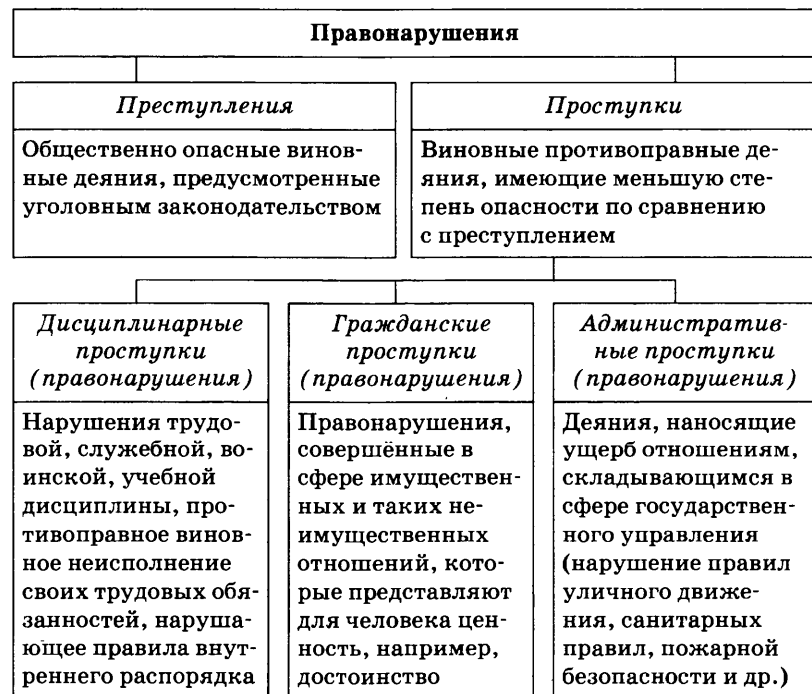 Правонарушения
Преступления
Общественно опасные винов-
ные деяния, предусмотренные
уголовным законодательством
Проступки
Виновные противоправные де-
яния, имеющие меньшую сте-
пень опасности по сравнению
с преступлением
Дисциплинарные
проступки
(правонарушения)
Нарушения трудо-
вой, служебной, во-
инской, учебной
дисциплины, про-
тивоправное винов-
ное неисполнение
своих трудовых обя-
занностей, наруша-
ющее правила внут-
реннего распорядка
Гражданские
проступки
(правонарушения)
Правонарушения,
совершённые в
сфере имуществен-
ных и таких не-
имущественных
отношений, кото-
рые представляют
для человека цен-
ность, например,
достоинство
Административ-
ные проступки
(правонарушения)
Деяния, наносящие
ущерб отношениям,
складывающимся в
сфере государствен-
ного управления
(нарушение правил
уличного движе-
ния, санитарных
правил, пожарной
безопасности и др.)